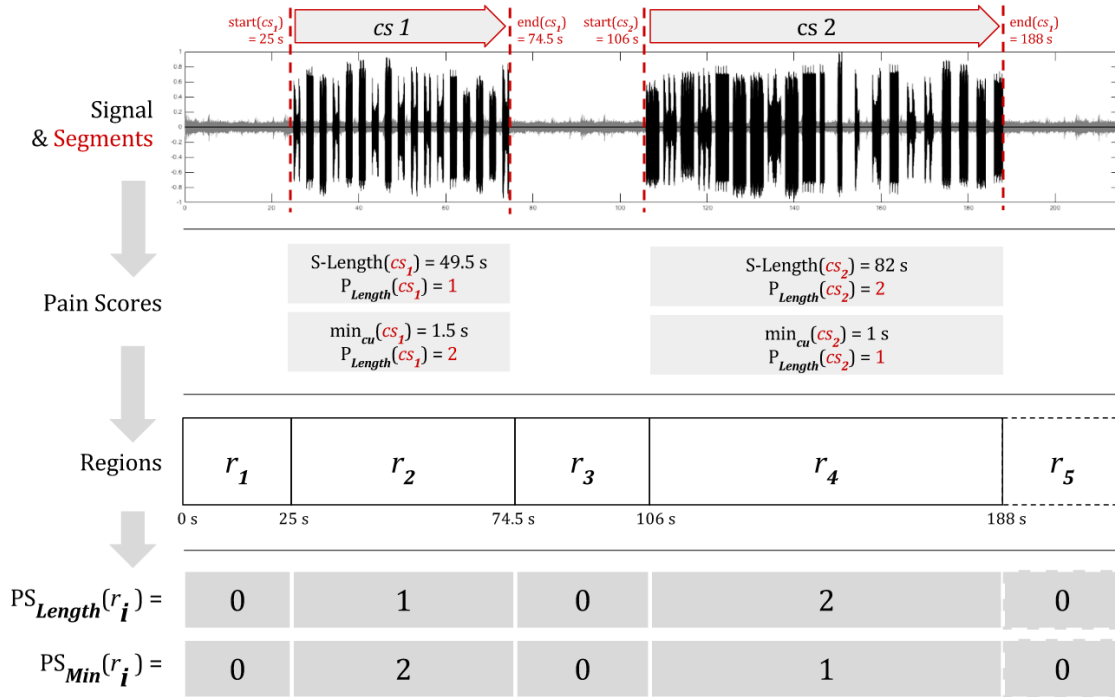 start(cs1)
= 25 s
cs 1
end(cs1)
= 74.5 s
start(cs2)
= 106 s
cs 2
end(cs1)
= 188 s
Signal
& Segments
1
0.8
0.6
0.4
0.2
0
-0.2
-0.4
-0.6
-0.8
-1
0 20 40 60 80 100 120 140 160 180 200
Pain Scores
S-Length(cs1) = 49.5 s
PLength(cs1) = 1
mincu(cs1) = 1.5 s
PLength(cs1) = 2
S-Length(cs2) = 82 s
PLength(cs2) = 2
mincu(cs2) = 1 s
PLength(cs2) = 1
Regions
r1 r2 r3 r4 r5
0 s 25 s 74.5 s 106 s 188 s
PSLength(ri) = 0 1 0 2 0
PSMin(ri) = 0 2 0 1 0